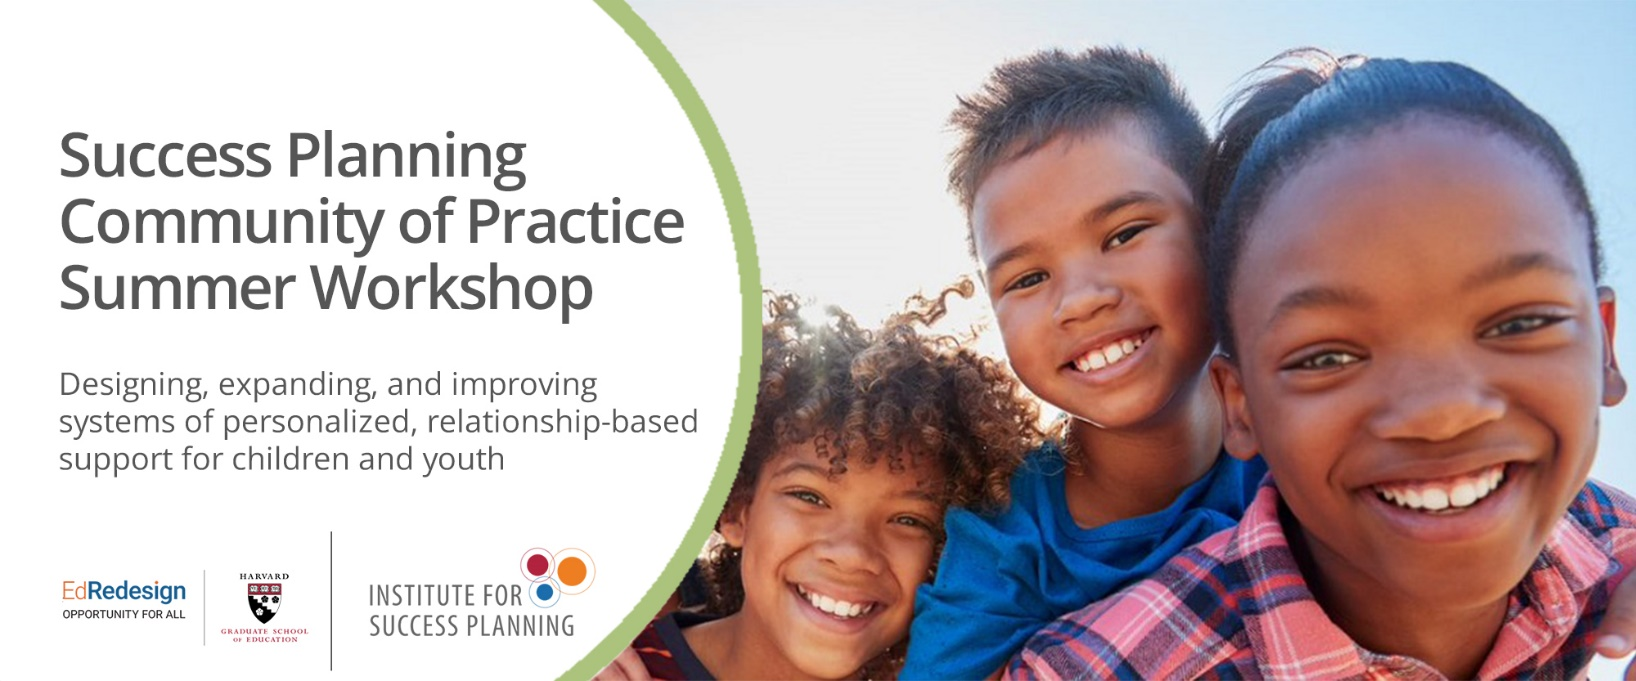 Success Planning
Community of Practice
Summer Workshop
Designing, expanding, and improving
systems of personalized, relationship-based
support for children and youth
EdRedesign
OPPORTUNITY FOR ALL
HARVARD
GRADUATE SCHOOL
OF EDUCATION
INSTITUTE FOR
SUCCESS PLANNING